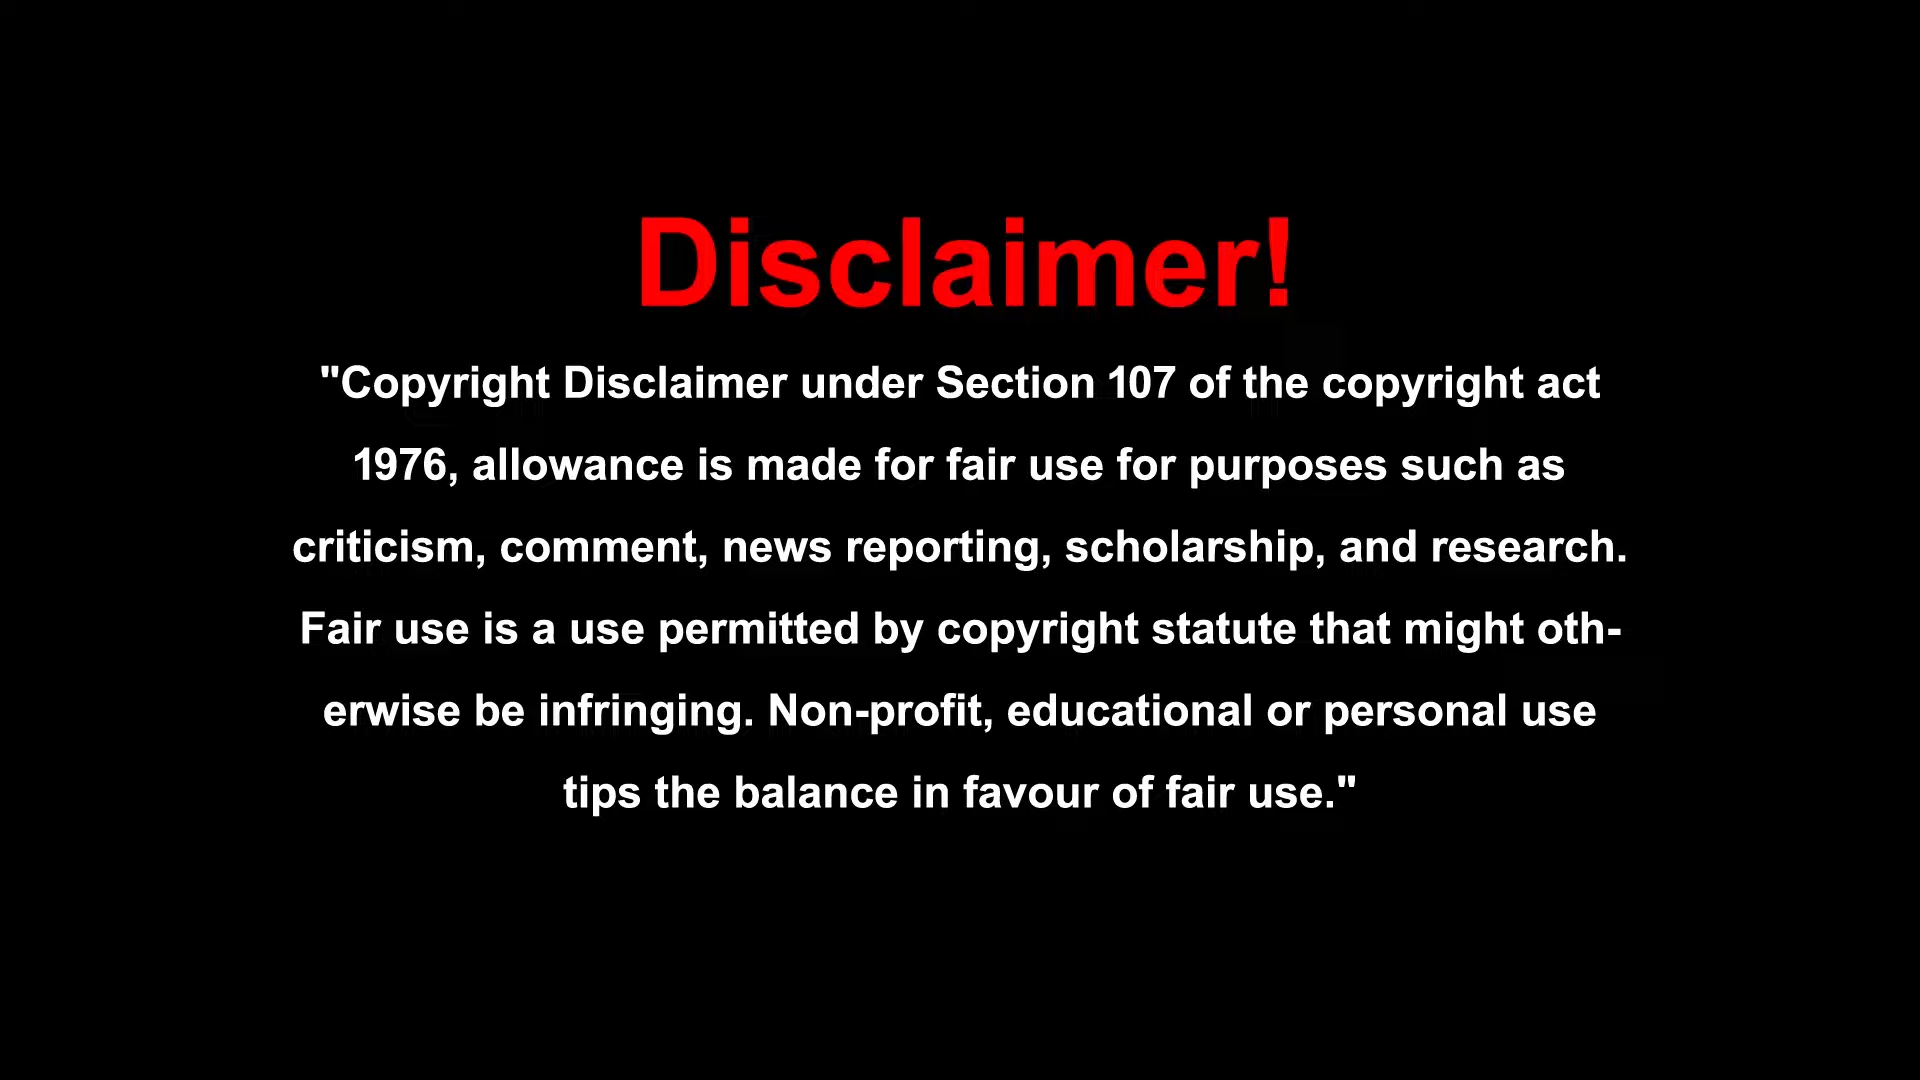 Disclaimer!
"Copyright Disclaimer under Section 107 of the copyright act
1976, allowance is made for fair use for purposes such as
criticism, comment, news reporting, scholarship, and research.
Fair use is a use permitted by copyright statute that might oth-
erwise be infringing. Non-profit, educational or personal use
tips the balance in favour of fair use."